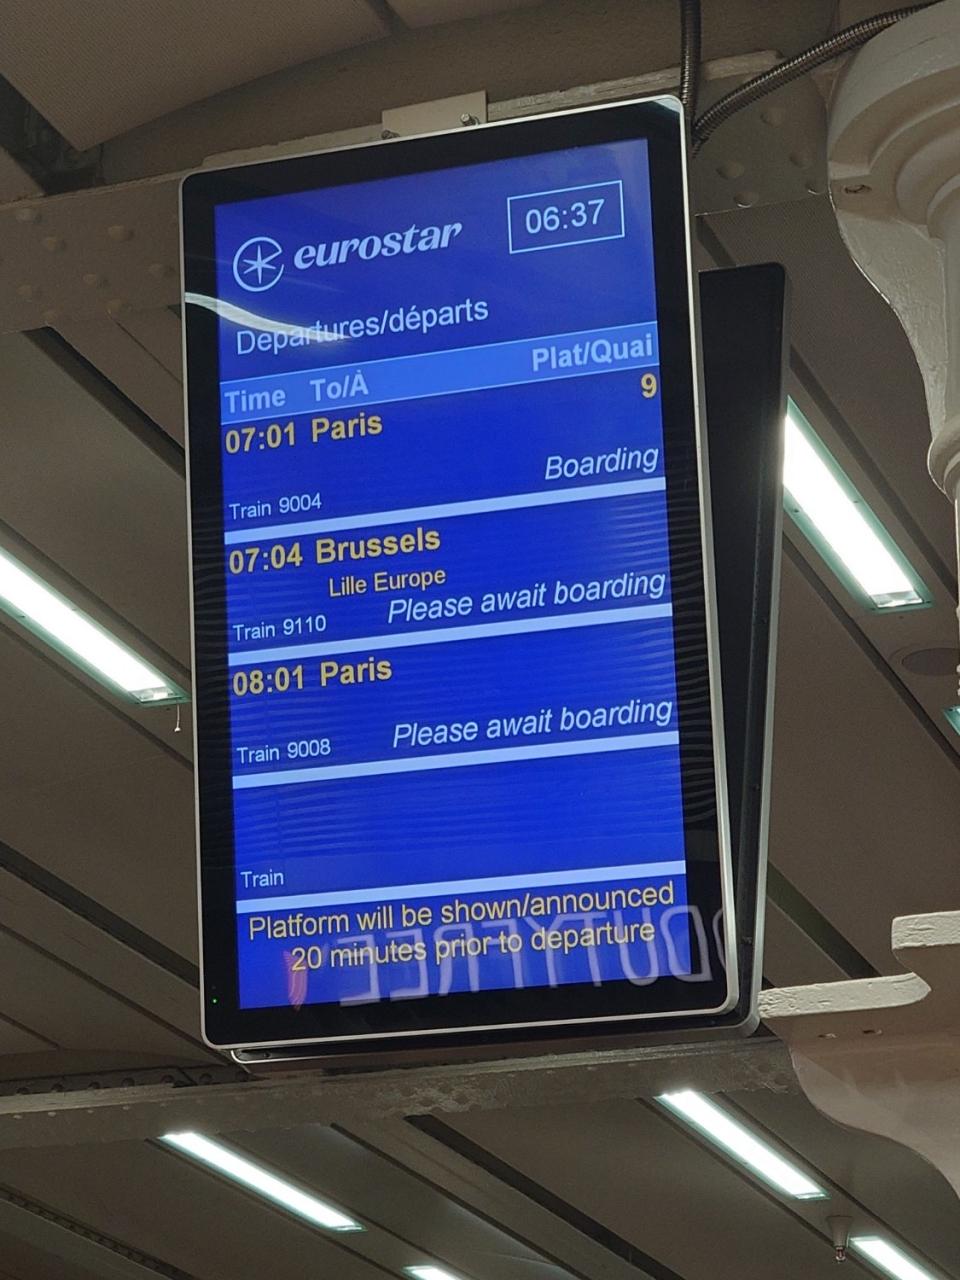 eurostar 06:37
Departures/départs
Time To/À Plat/Quai
07:01 Paris 9
Boarding
Train 9004
07:04 Brussels
Lille Europe
Train 9110 Please await boarding
08:01 Paris
Train 9008 Please await boarding
Train
Platform will be shown/announced
20 minutes prior to departure
DUTY FREE